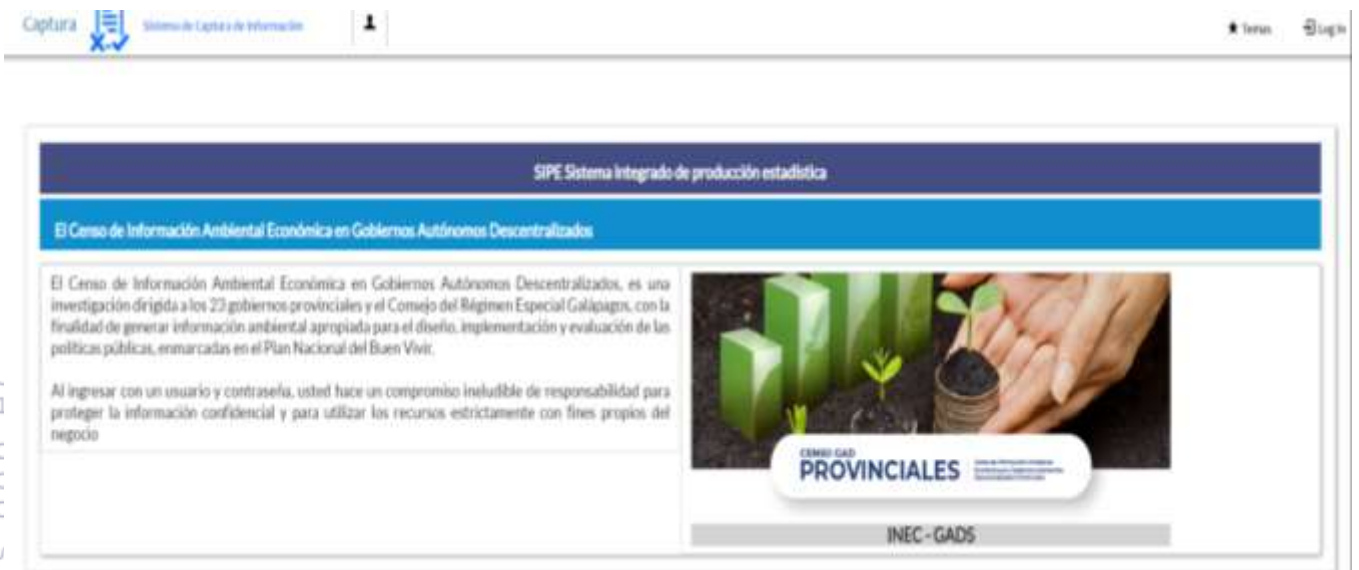 Captura
Sistema de Captura de Información
Temas
Log In
SIPE Sistema Integrado de producción estadística
El Censo de Información Ambiental Económica en Gobiernos Autónomos Descentralizados
El Censo de Información Ambiental Económica en Gobiernos Autónomos Descentralizados, es una
investigación dirigida a los 23 gobiernos provinciales y el Consejo del Régimen Especial Galápagos, con la
finalidad de generar información ambiental apropiada para el diseño, implementación y evaluación de las
políticas públicas, enmarcadas en el Plan Nacional del Buen Vivir.
Al ingresar con un usuario y contraseña, usted hace un compromiso ineludible de responsabilidad para
proteger la información confidencial y para utilizar los recursos estrictamente con fines propios del
negocio
CENSO GAD
PROVINCIALES
INEC - GADS